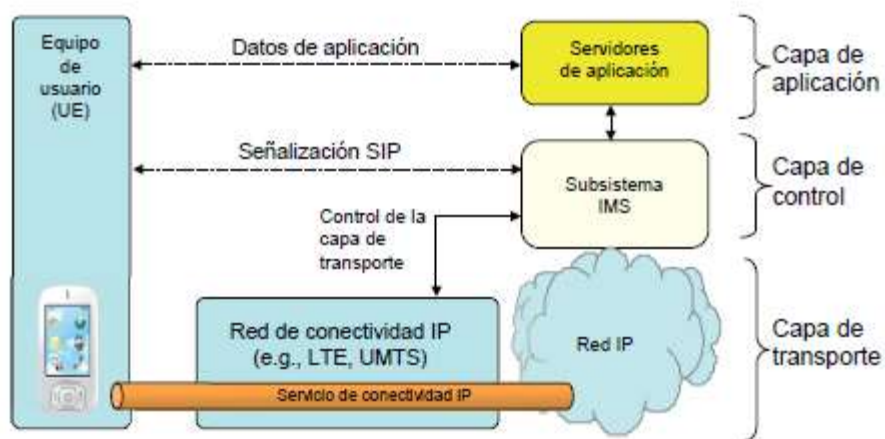 Equipo
de
usuario
(UE)
Datos de aplicación
Servidores
de aplicación
Capa de
aplicación
Señalización SIP
Subsistema
IMS
Capa de
control
Control de la
capa de
transporte
Red de conectividad IP
(e.g., LTE, UMTS)
Red IP
Capa de
transporte
Servicio de conectividad IP